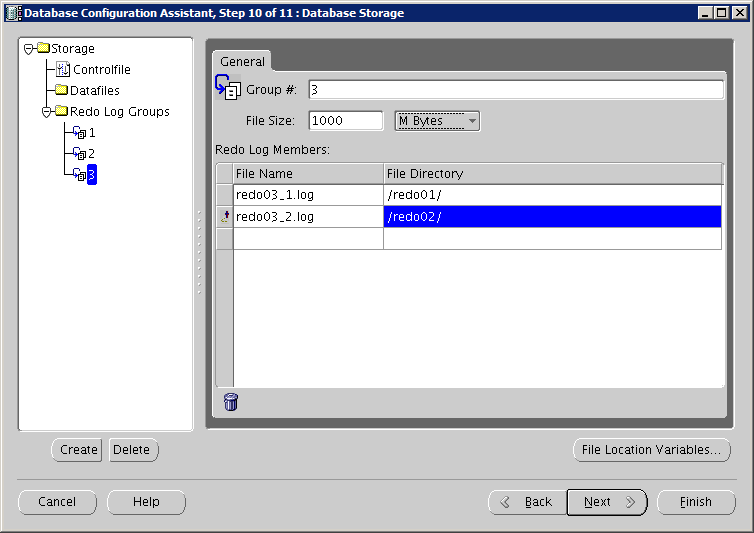 Database Configuration Assistant, Step 10 of 11 : Database Storage
Storage
Controlfile
Datafiles
Redo Log Groups
1
2
3
General
Group #: 3
File Size: 1000 M Bytes
Redo Log Members:
File Name File Directory
redo03_1.log /redo01/
redo03_2.log /redo02/
Create Delete File Location Variables...
Cancel Help Back Next Finish